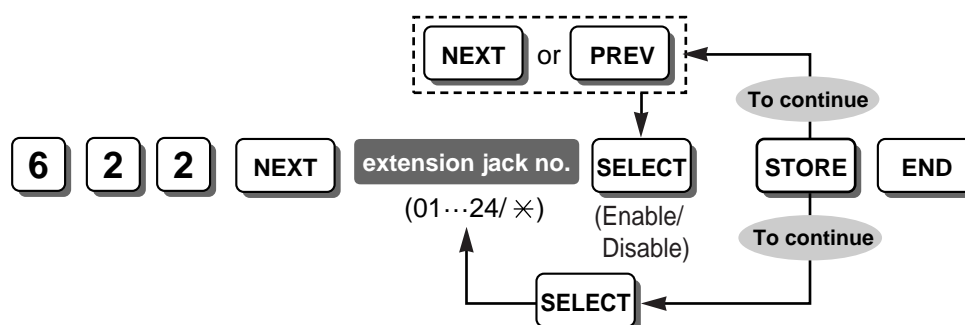 NEXT or PREV
To continue
6 2 2 NEXT extension jack no. SELECT STORE END
(01···24/ ✳)
(Enable/
Disable)
To continue
SELECT